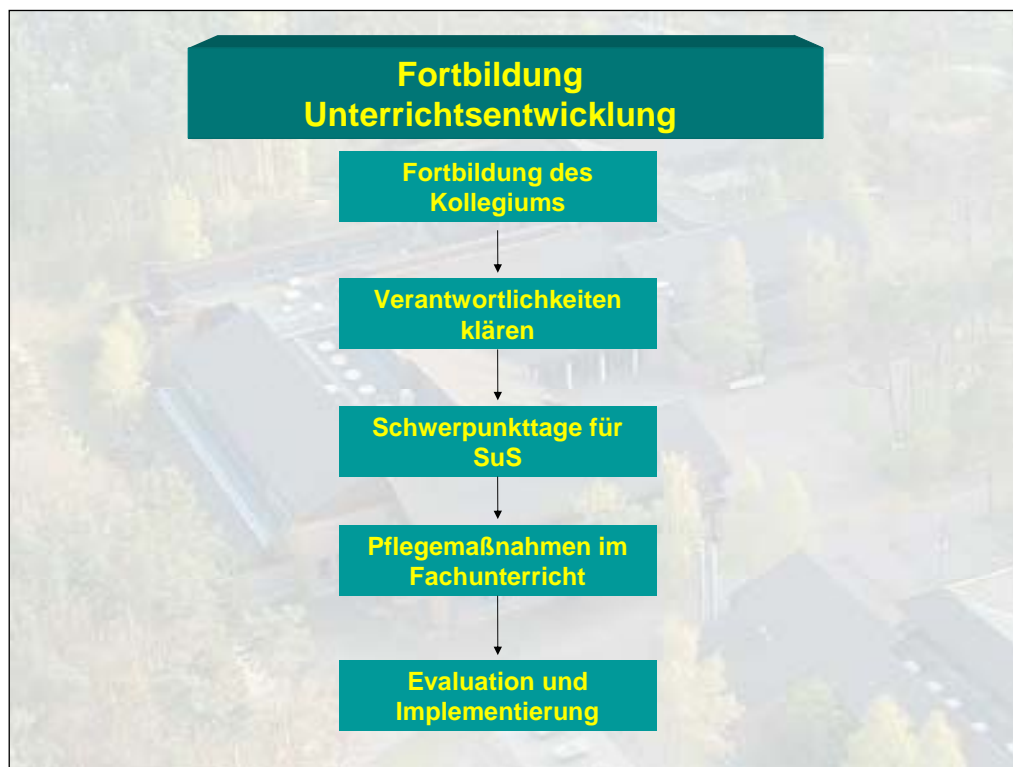 Fortbildung
Unterrichtsentwicklung
Fortbildung des
Kollegiums
Verantwortlichkeiten
klären
Schwerpunkttage für
SuS
Pflegemaßnahmen im
Fachunterricht
Evaluation und
Implementierung